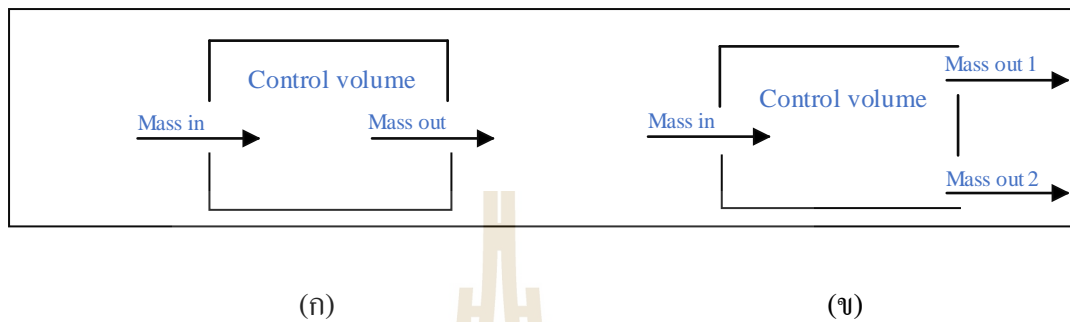 Control volume
Mass in
Mass out
(ก)
Control volume
Mass in
Mass out 1
Mass out 2
(ข)